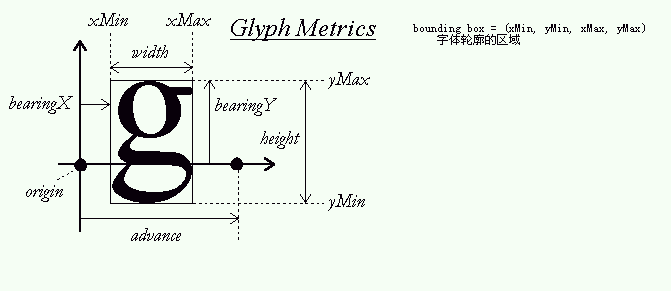 xMin xMax
Glyph Metrics
bounding box = (xMin, yMin, xMax, yMax)
字体轮廓的区域
width
yMax
bearingX
bearingY
g
height
origin
yMin
advance